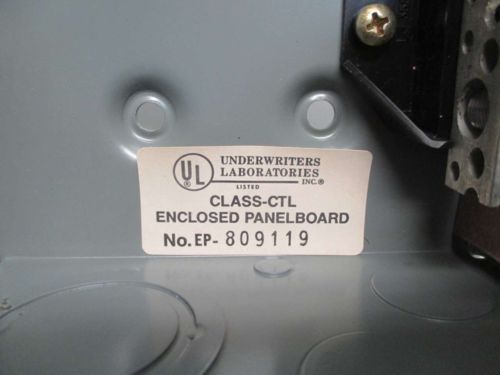 UL
UNDERWRITERS
LABORATORIES
INC.®
LISTED
CLASS-CTL
ENCLOSED PANELBOARD
No. EP- 809119